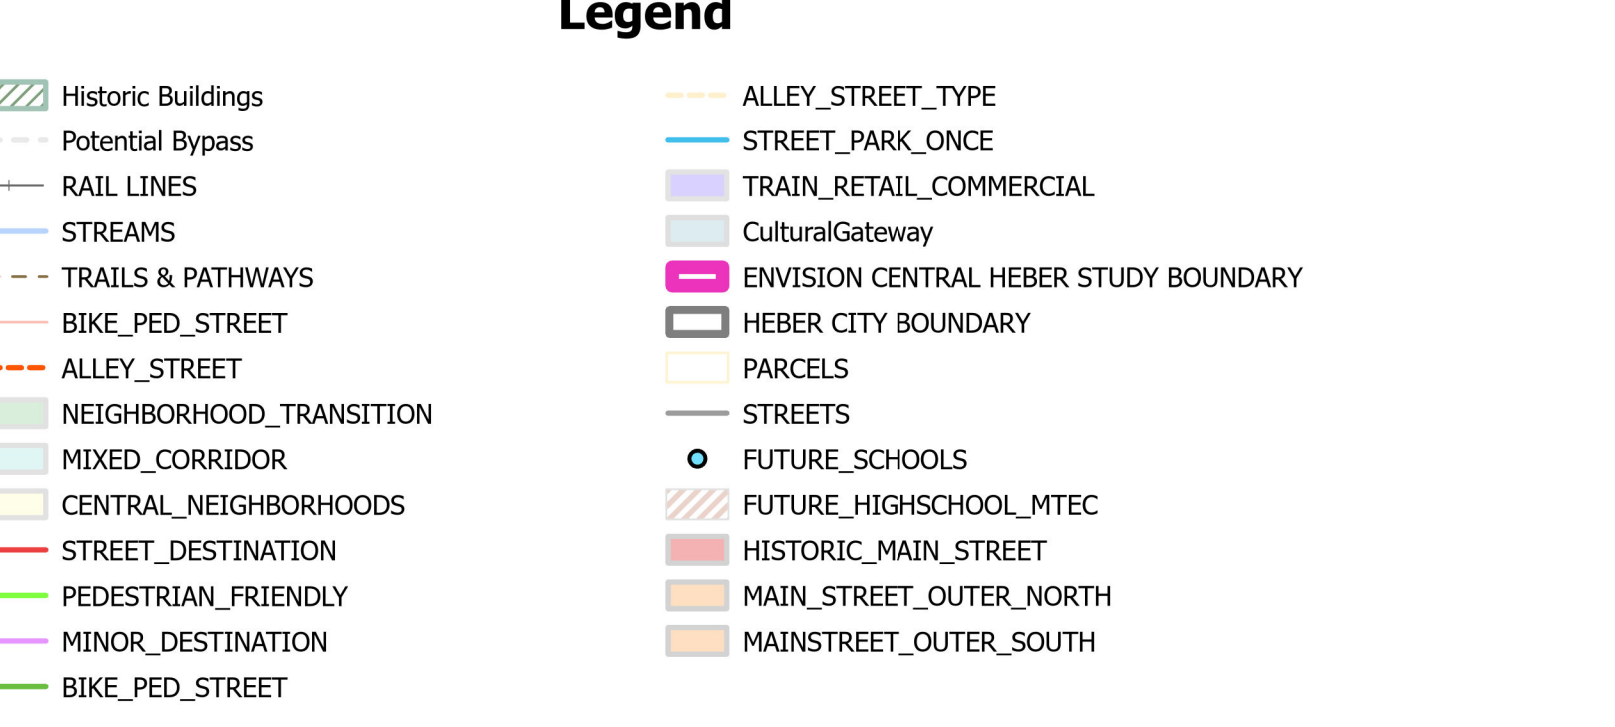 Legend
Historic Buildings
Potential Bypass
RAIL LINES
STREAMS
TRAILS & PATHWAYS
BIKE_PED_STREET
ALLEY_STREET
NEIGHBORHOOD_TRANSITION
MIXED_CORRIDOR
CENTRAL_NEIGHBORHOODS
STREET_DESTINATION
PEDESTRIAN_FRIENDLY
MINOR_DESTINATION
BIKE_PED_STREET
ALLEY_STREET_TYPE
STREET_PARK_ONCE
TRAIN_RETAIL_COMMERCIAL
CulturalGateway
ENVISION CENTRAL HEBER STUDY BOUNDARY
HEBER CITY BOUNDARY
PARCELS
STREETS
FUTURE_SCHOOLS
FUTURE_HIGHSCHOOL_MTEC
HISTORIC_MAIN_STREET
MAIN_STREET_OUTER_NORTH
MAINSTREET_OUTER_SOUTH